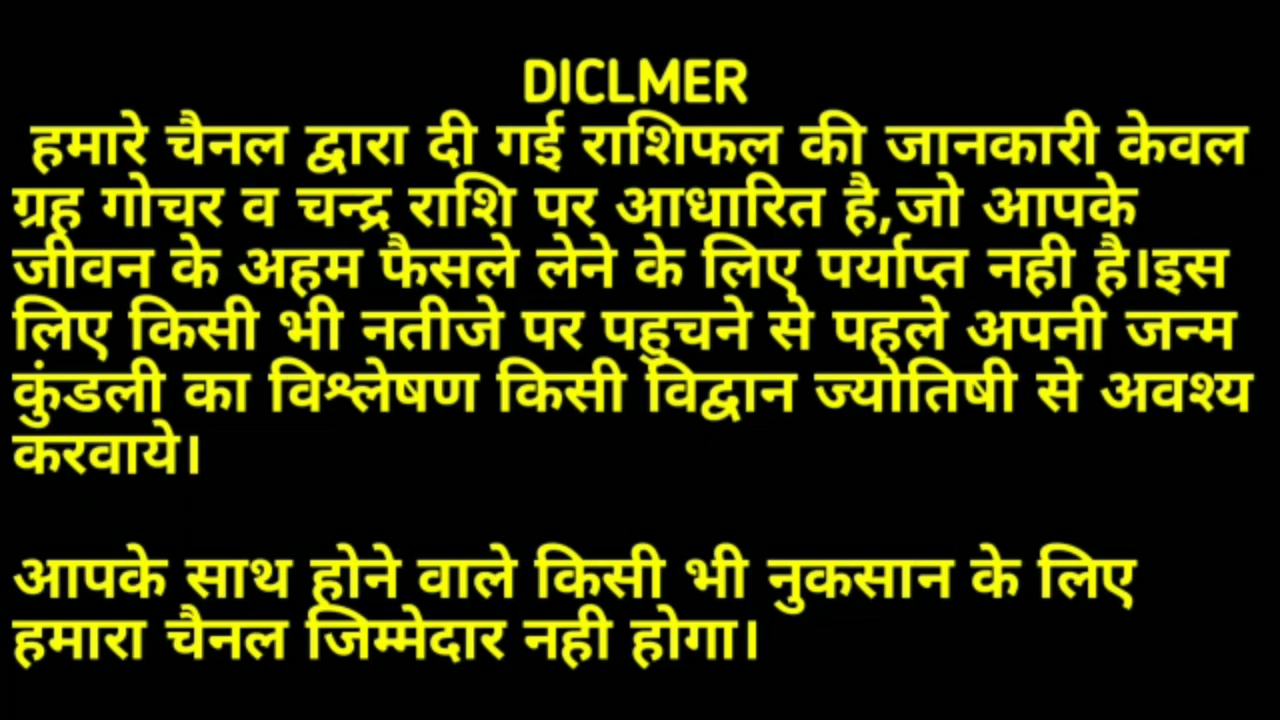 DICLMER
हमारे चैनल द्वारा दी गई राशिफल की जानकारी केवल
ग्रह गोचर व चन्द्र राशि पर आधारित है,जो आपके
जीवन के अहम फैसले लेने के लिए पर्याप्त नही है।इस
लिए किसी भी नतीजे पर पहुचने से पहले अपनी जन्म
कुंडली का विश्लेषण किसी विद्वान ज्योतिषी से अवश्य
करवाये।
आपके साथ होने वाले किसी भी नुकसान के लिए
हमारा चैनल जिम्मेदार नही होगा।